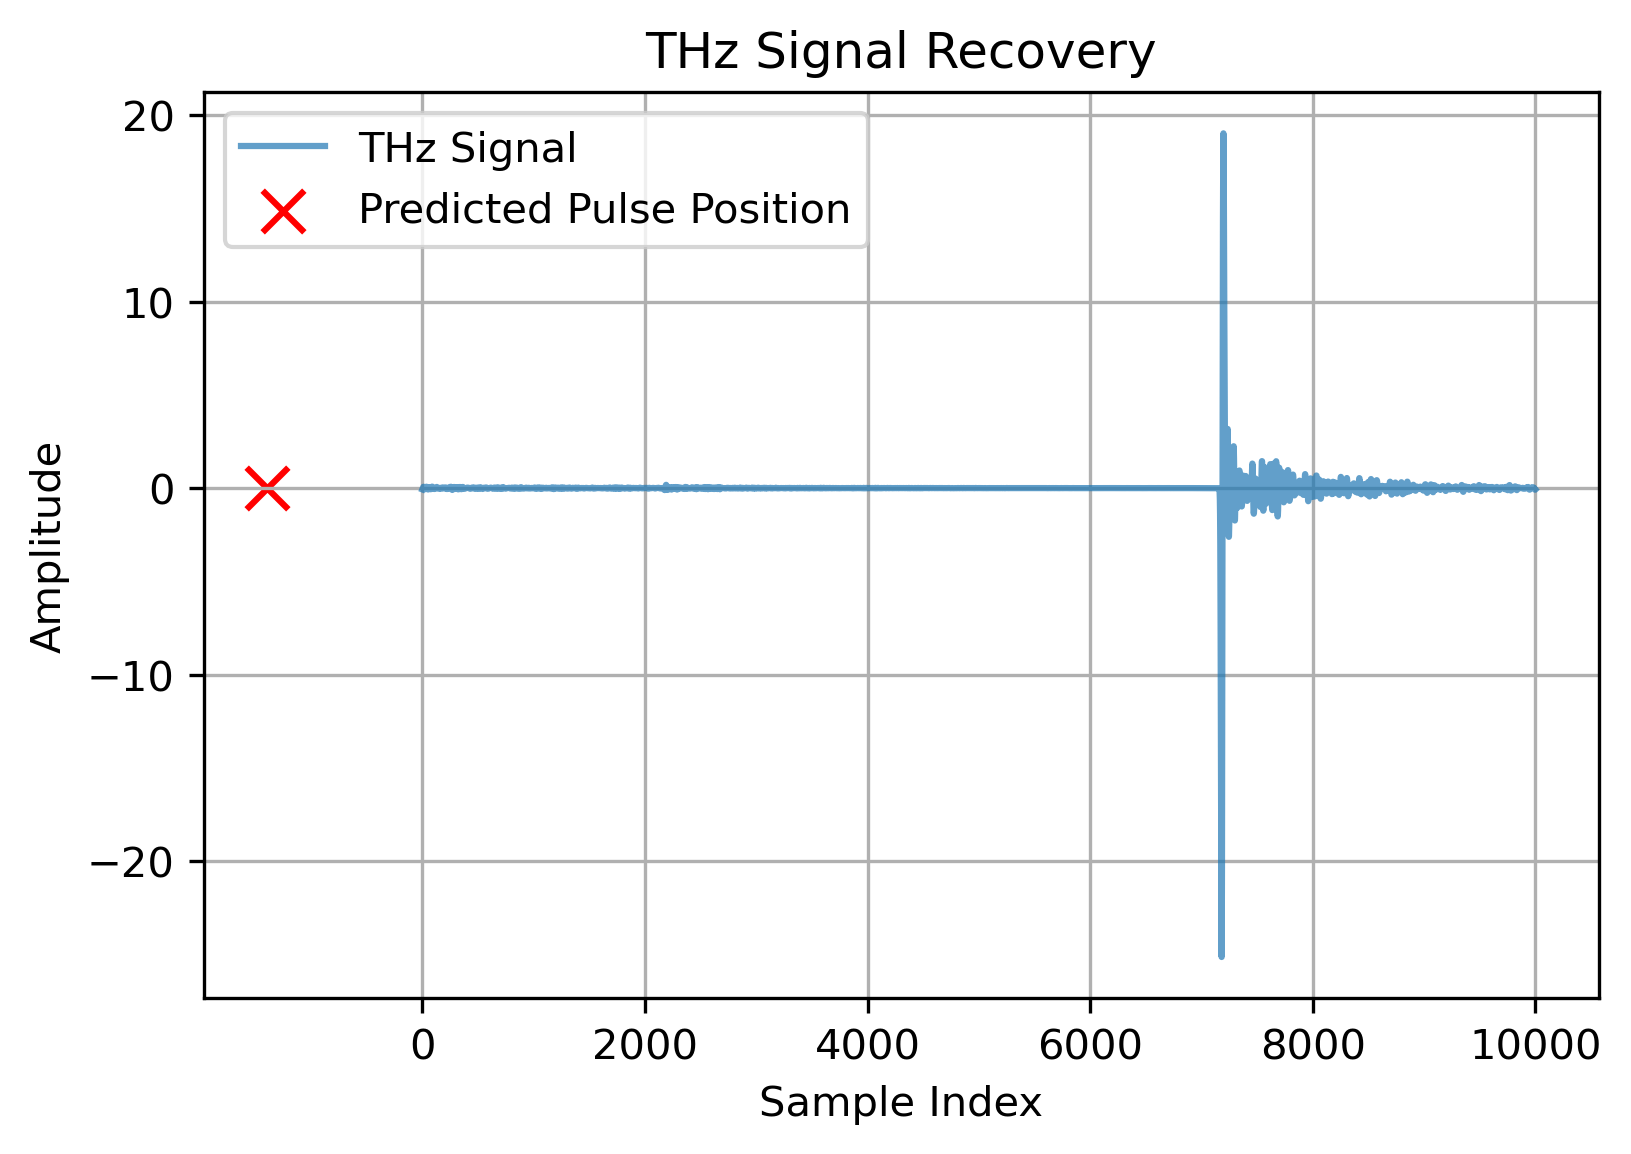 THz Signal Recovery
THz Signal
Predicted Pulse Position
20
10
0
−10
−20
Amplitude
0 2000 4000 6000 8000 10000
Sample Index